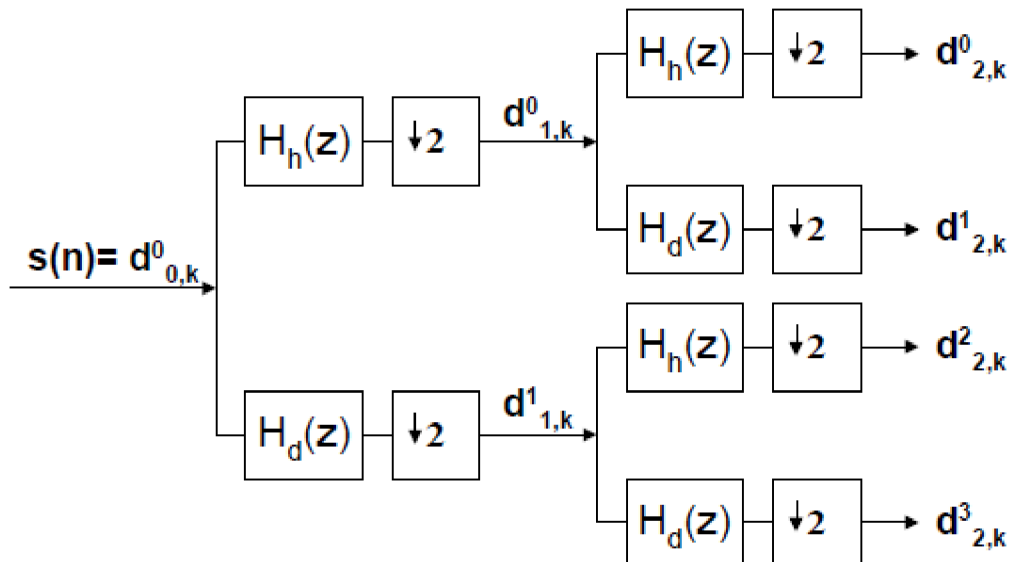 H_h(z) ↓2 d^0_{2,k}
H_h(z) ↓2 d^0_{1,k}
H_d(z) ↓2 d^1_{2,k}
s(n)= d^0_{0,k}
H_h(z) ↓2 d^2_{2,k}
H_d(z) ↓2 d^1_{1,k}
H_d(z) ↓2 d^3_{2,k}